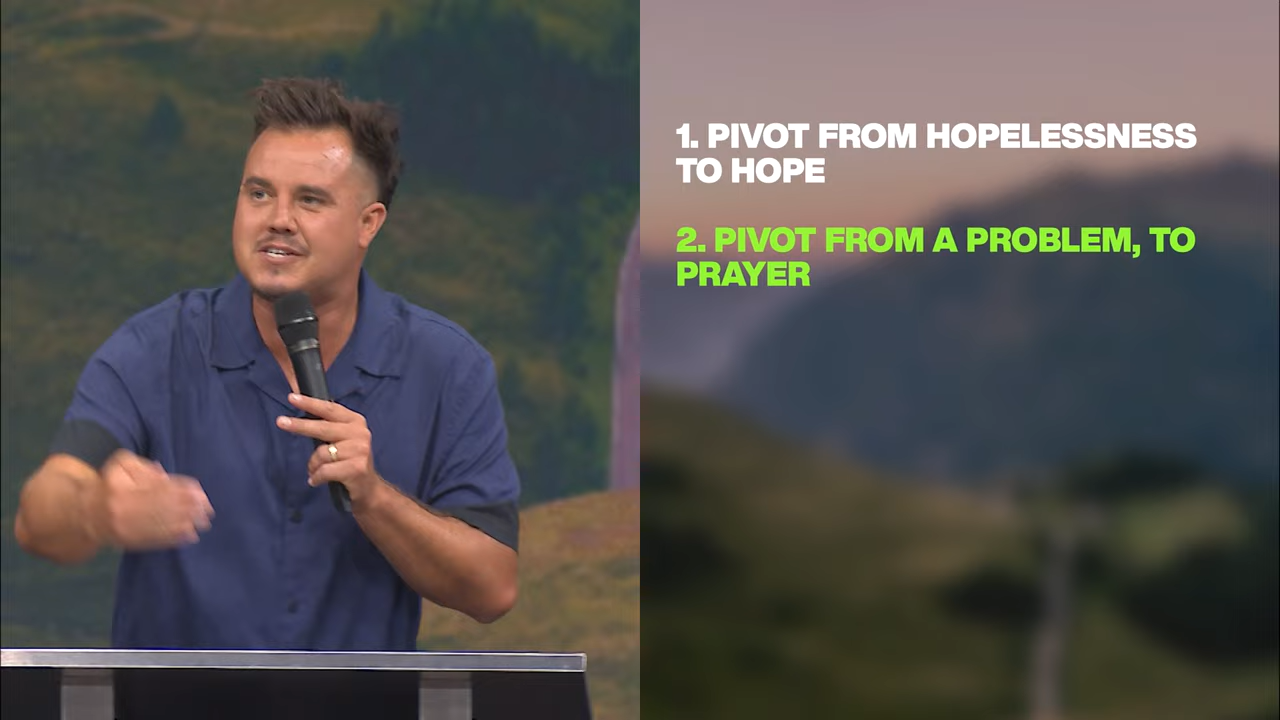 1. PIVOT FROM HOPELESSNESS
TO HOPE
2. PIVOT FROM A PROBLEM, TO
PRAYER